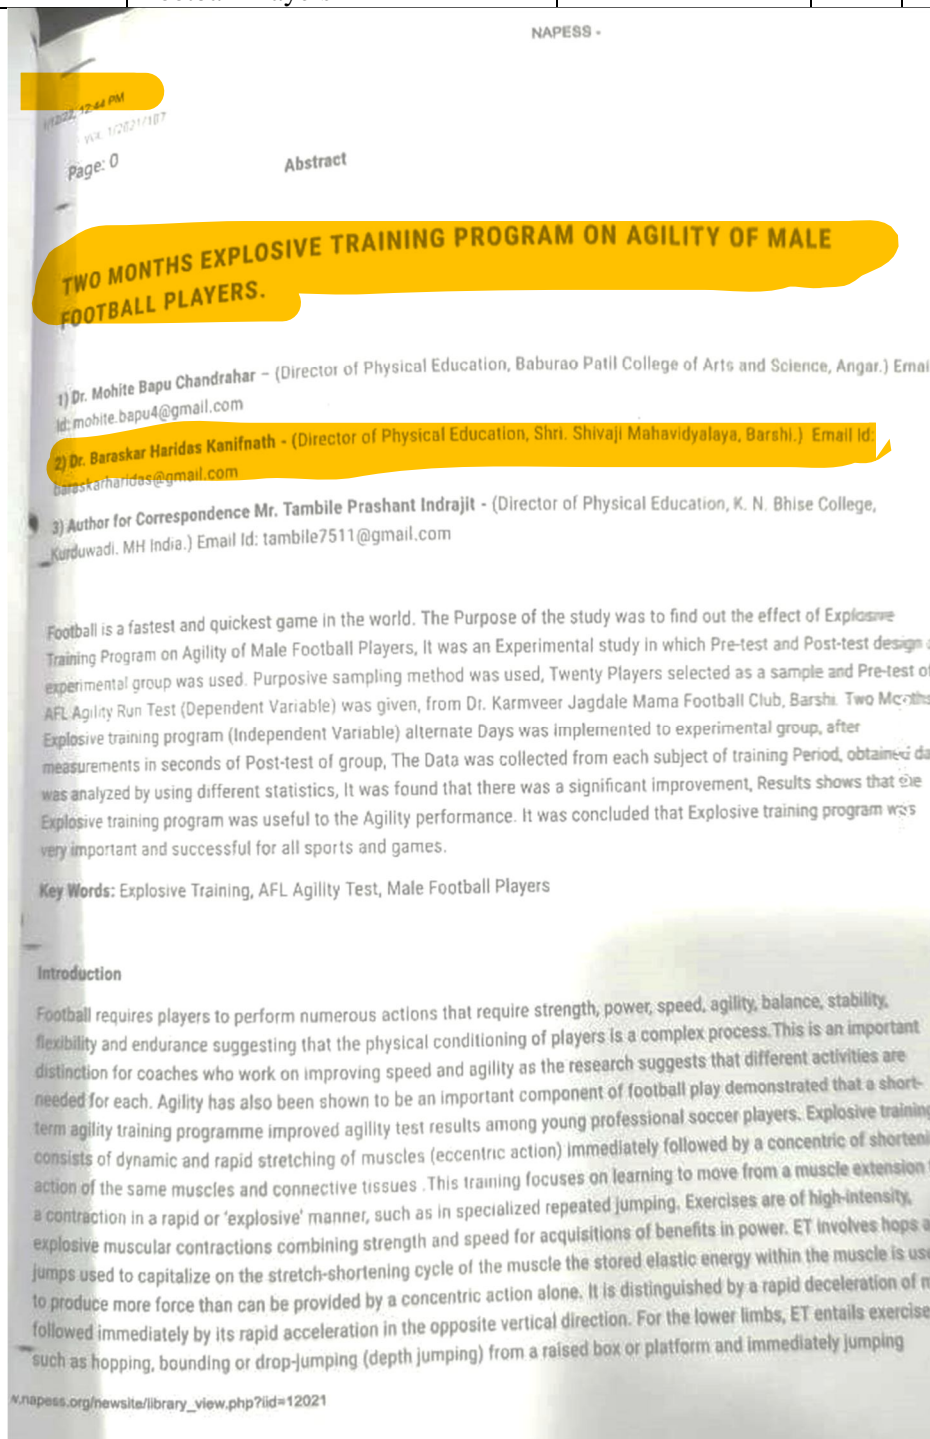 NAPESS -
12:44 PM
Page: 0
Abstract
TWO MONTHS EXPLOSIVE TRAINING PROGRAM ON AGILITY OF MALE
FOOTBALL PLAYERS.
1) Dr. Mohite Bapu Chandrahar – (Director of Physical Education, Baburao Patil College of Arts and Science, Angar.) Emai
Id: mohite.bapu4@gmail.com
2) Dr. Baraskar Haridas Kanifnath - (Director of Physical Education, Shri. Shivaji Mahavidyalaya, Barshi.) Email Id:
baraskarharidas@gmail.com
3) Author for Correspondence Mr. Tambile Prashant Indrajit - (Director of Physical Education, K. N. Bhise College,
Kurduwadi. MH India.) Email Id: tambile7511@gmail.com
Football is a fastest and quickest game in the world. The Purpose of the study was to find out the effect of Explosive
Training Program on Agility of Male Football Players, It was an Experimental study in which Pre-test and Post-test design
experimental group was used. Purposive sampling method was used, Twenty Players selected as a sample and Pre-test of
AFL Agility Run Test (Dependent Variable) was given, from Dr. Karmveer Jagdale Mama Football Club, Barshi. Two Months
Explosive training program (Independent Variable) alternate Days was implemented to experimental group, after
measurements in seconds of Post-test of group, The Data was collected from each subject of training Period, obtained da
was analyzed by using different statistics, It was found that there was a significant improvement, Results shows that the
Explosive training program was useful to the Agility performance. It was concluded that Explosive training program was
very important and successful for all sports and games.
Key Words: Explosive Training, AFL Agility Test, Male Football Players
Introduction
Football requires players to perform numerous actions that require strength, power, speed, agility, balance, stability,
flexibility and endurance suggesting that the physical conditioning of players is a complex process.This is an important
distinction for coaches who work on improving speed and agility as the research suggests that different activities are
needed for each. Agility has also been shown to be an important component of football play demonstrated that a short-
term agility training programme improved agility test results among young professional soccer players. Explosive training
consists of dynamic and rapid stretching of muscles (eccentric action) immediately followed by a concentric of shorteni
action of the same muscles and connective tissues .This training focuses on learning to move from a muscle extension
a contraction in a rapid or 'explosive' manner, such as in specialized repeated jumping. Exercises are of high-intensity,
explosive muscular contractions combining strength and speed for acquisitions of benefits in power. ET involves hops a
jumps used to capitalize on the stretch-shortening cycle of the muscle the stored elastic energy within the muscle is use
to produce more force than can be provided by a concentric action alone. It is distinguished by a rapid deceleration of m
followed immediately by its rapid acceleration in the opposite vertical direction. For the lower limbs, ET entails exercise
such as hopping, bounding or drop-jumping (depth jumping) from a raised box or platform and immediately jumping
w.napess.org/newsite/library_view.php?iid=12021